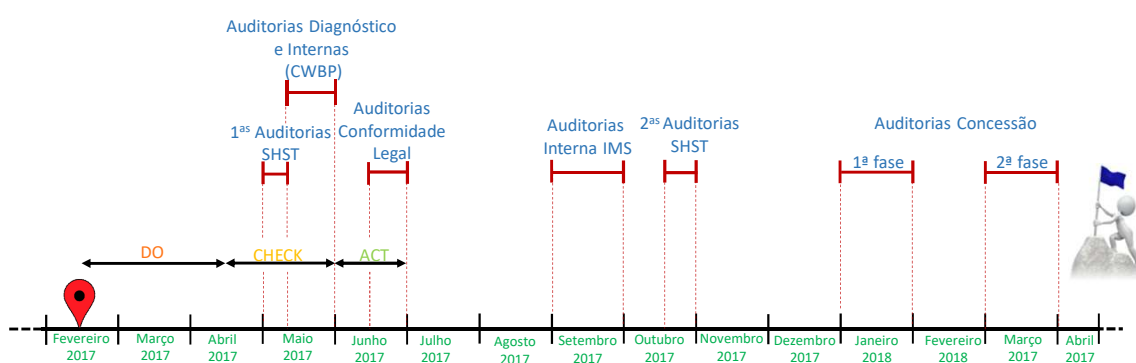 Auditorias Diagnóstico
e Internas
(CWBP)
1as Auditorias
SHST
Auditorias
Conformidade
Legal
Auditorias
Interna IMS
2as Auditorias
SHST
Auditorias Concessão
1ª fase
2ª fase
DO
CHECK
ACT
Fevereiro
2017
Março
2017
Abril
2017
Maio
2017
Junho
2017
Julho
2017
Agosto
2017
Setembro
2017
Outubro
2017
Novembro
2017
Dezembro
2017
Janeiro
2018
Fevereiro
2018
Março
2018
Abril
2017